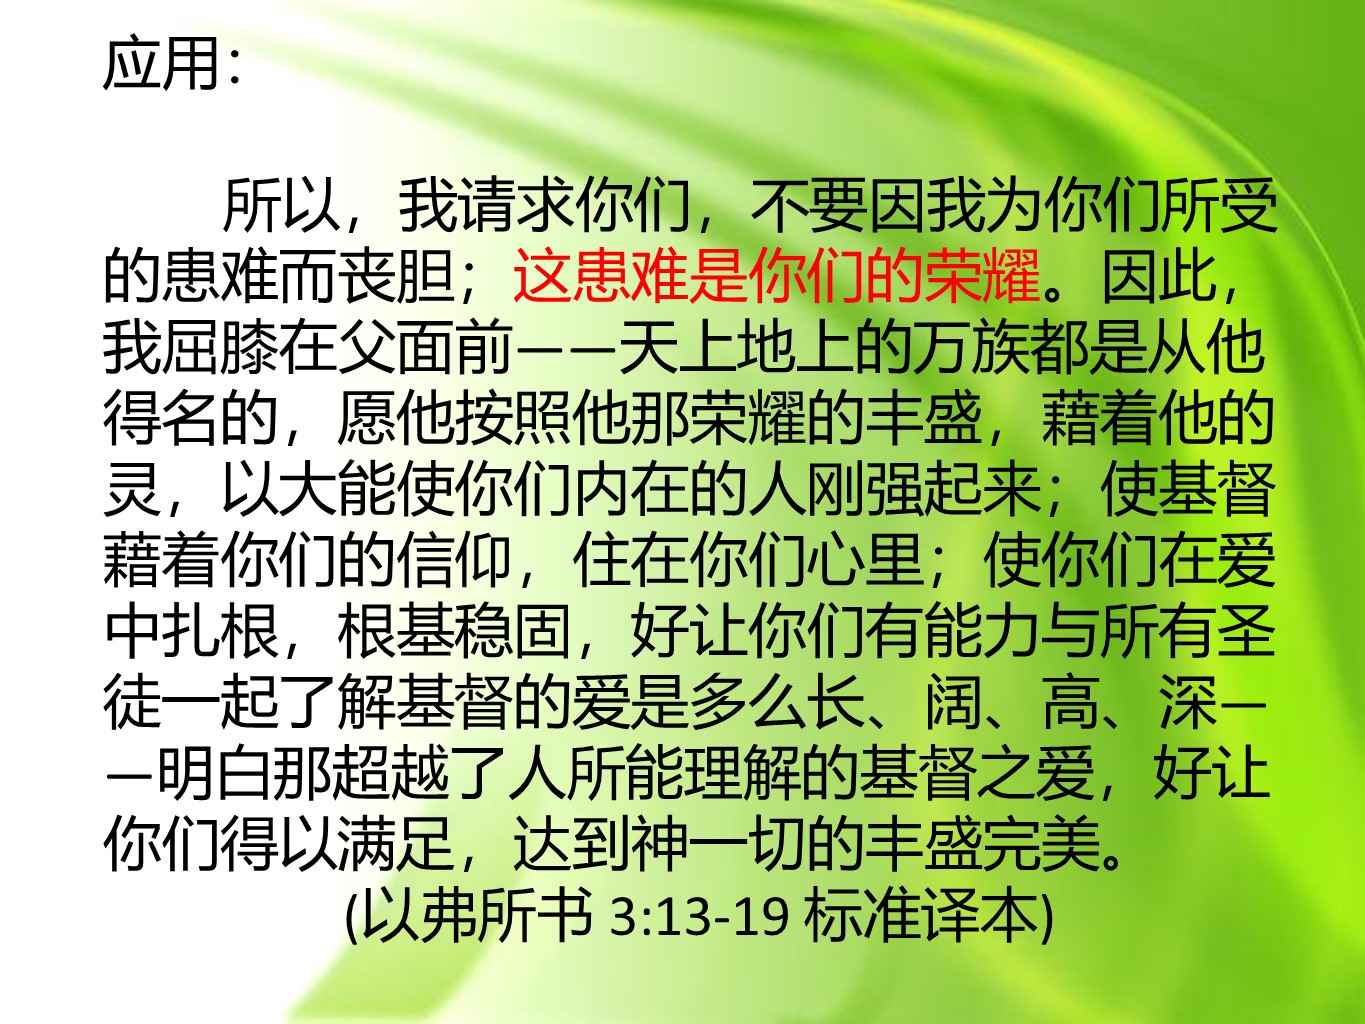 应用：
所以，我请求你们，不要因我为你们所受
的患难而丧胆；这患难是你们的荣耀。因此，
我屈膝在父面前——天上地上的万族都是从他
得名的，愿他按照他那荣耀的丰盛，藉着他的
灵，以大能使你们内在的人刚强起来；使基督
藉着你们的信仰，住在你们心里；使你们在爱
中扎根，根基稳固，好让你们有能力与所有圣
徒一起了解基督的爱是多么长、阔、高、深—
—明白那超越了人所能理解的基督之爱，好让
你们得以满足，达到神一切的丰盛完美。
(以弗所书 3:13-19 标准译本)